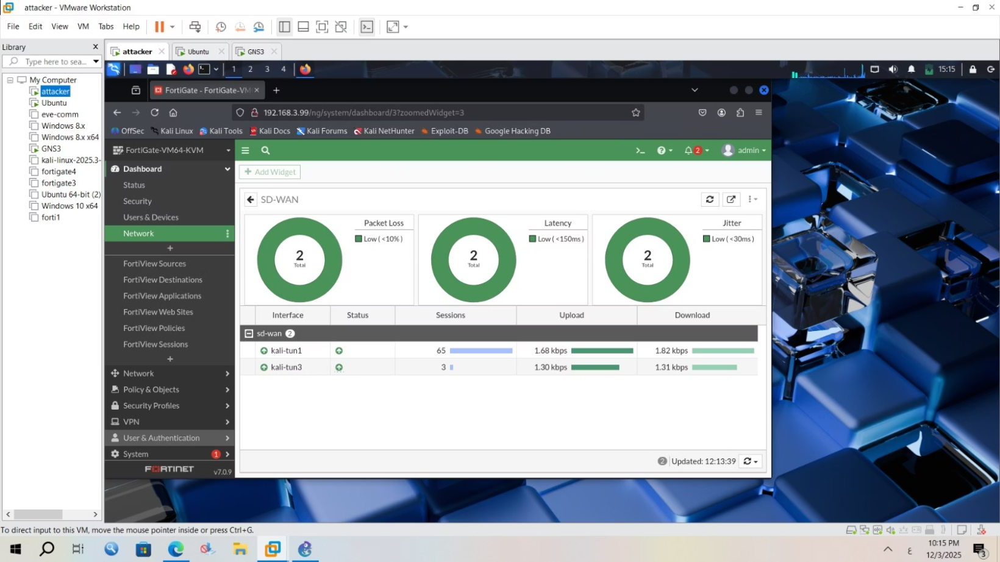 attacker - VMware Workstation
File Edit View VM Tabs Help
Library
Type here to sea...
My Computer
attacker
Ubuntu
eve-comm
Windows 8.x
Windows 8.x x64
GNS3
kali-linux-2025.3-
fortigate4
fortigate3
Ubuntu 64-bit (2)
Windows 10 x64
forti1
attacker Ubuntu GNS3
1 2 3 4 15:15
FortiGate - FortiGate-VM
192.168.3.99/ng/system/dashboard/3?zoomedWidget=3
OffSec Kali Linux Kali Tools Kali Docs Kali Forums Kali NetHunter Exploit-DB Google Hacking DB
FortiGate-VM64-KVM
2 admin
Dashboard
Status
Security
Users & Devices
Network
FortiView Sources
FortiView Destinations
FortiView Applications
FortiView Web Sites
FortiView Policies
FortiView Sessions
Network
Policy & Objects
Security Profiles
VPN
User & Authentication
System 1
FORTINET v7.0.9
Add Widget
SD-WAN
2 Total
Packet Loss
Low ( <10% )
2 Total
Latency
Low ( <150ms )
2 Total
Jitter
Low ( <30ms )
Interface Status Sessions Upload Download
sd-wan 2
kali-tun1 65 1.68 kbps 1.82 kbps
kali-tun3 3 1.30 kbps 1.31 kbps
2 Updated: 12:13:39
To direct input to this VM, move the mouse pointer inside or press Ctrl+G.
ع
10:15 PM
12/3/2025
3